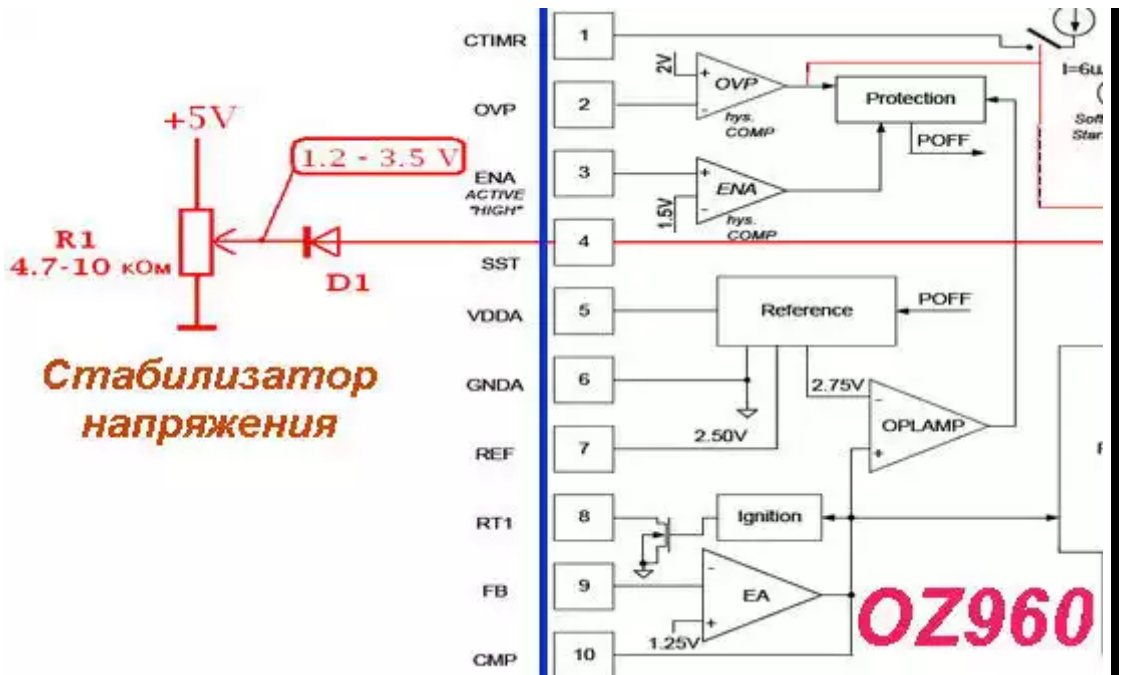 CTIMR
1
OVP
2
ENA
ACTIVE
"HIGH"
3
4
SST
VDDA
5
GNDA
6
REF
7
RT1
8
FB
9
CMP
10
+5V
1.2 - 3.5 V
R1
4.7-10 кОм
D1
Стабилизатор
напряжения
2V
+
OVP
-
hys.
COMP
Protection
POFF
+
ENA
-
1.5V
hys.
COMP
Reference
POFF
2.75V
-
OPLAMP
+
2.50V
Ignition
-
EA
+
1.25V
OZ960